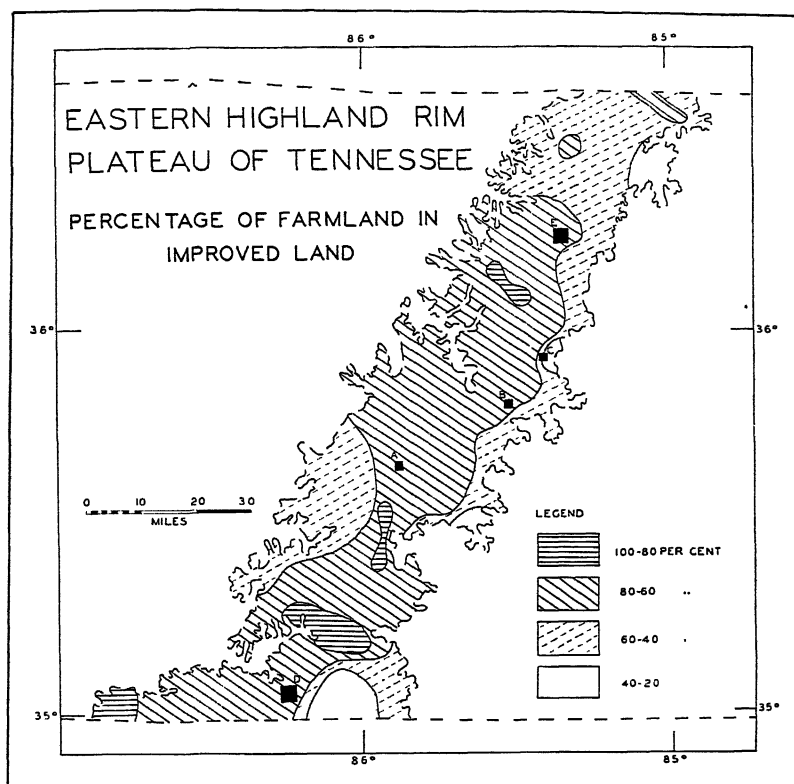 86°
85°
EASTERN HIGHLAND RIM
PLATEAU OF TENNESSEE
PERCENTAGE OF FARMLAND IN
IMPROVED LAND
E
36°
36°
C
B
A
0 10 20 30
MILES
LEGEND
100-80 PER CENT
80-60 "
60-40 '
40-20
D
35°
35°
86°
85°